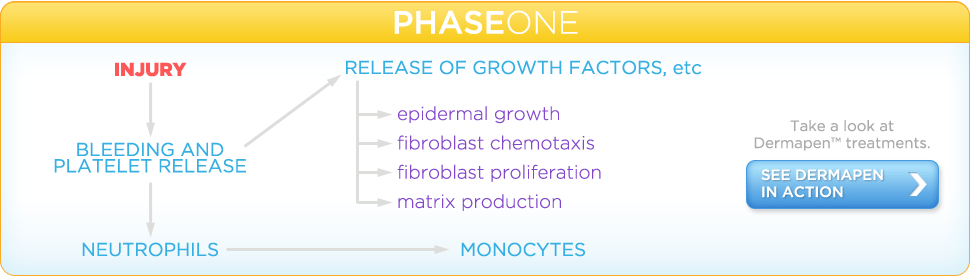 PHASEONE
INJURY
RELEASE OF GROWTH FACTORS, etc
epidermal growth
fibroblast chemotaxis
fibroblast proliferation
matrix production
BLEEDING AND
PLATELET RELEASE
NEUTROPHILS
MONOCYTES
Take a look at
Dermapen™ treatments.
SEE DERMAPEN
IN ACTION